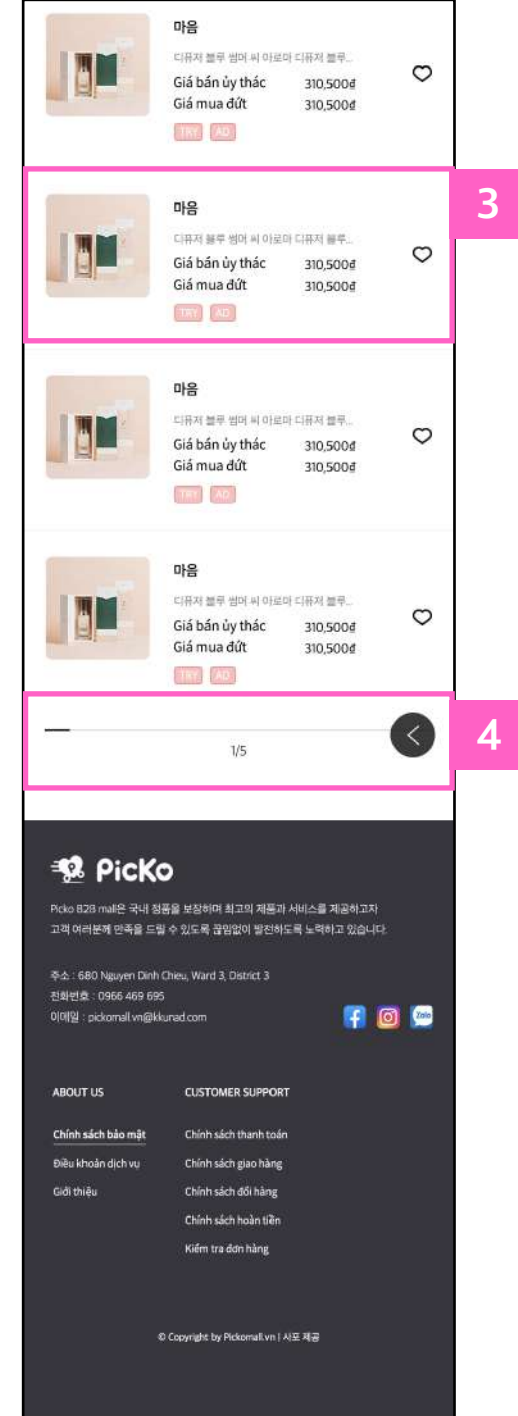 마음
디퓨저 블루 썸머 씨 아로마 디퓨저 블루...
Giá bán ủy thác 310,500₫
Giá mua đứt 310,500₫
TRY AD
3
마음
디퓨저 블루 썸머 씨 아로마 디퓨저 블루...
Giá bán ủy thác 310,500₫
Giá mua đứt 310,500₫
TRY AD
마음
디퓨저 블루 썸머 씨 아로마 디퓨저 블루...
Giá bán ủy thác 310,500₫
Giá mua đứt 310,500₫
TRY AD
마음
디퓨저 블루 썸머 씨 아로마 디퓨저 블루...
Giá bán ủy thác 310,500₫
Giá mua đứt 310,500₫
TRY AD
4
1/5
PicKo
Picko B2B mall은 국내 정품을 보장하며 최고의 제품과 서비스를 제공하고자
고객 여러분께 만족을 드릴 수 있도록 끊임없이 발전하도록 노력하고 있습니다.
주소 : 680 Nguyen Dinh Chieu, Ward 3, District 3
전화번호 : 0966 469 695
이메일 : pickomall.vn@kkunad.com
Zalo
ABOUT US CUSTOMER SUPPORT
Chính sách bảo mật Chính sách thanh toán
Điều khoản dịch vụ Chính sách giao hàng
Giới thiệu Chính sách đổi hàng
Chính sách hoàn tiền
Kiểm tra đơn hàng
© Copyright by Pickomall.vn | 사포 제공